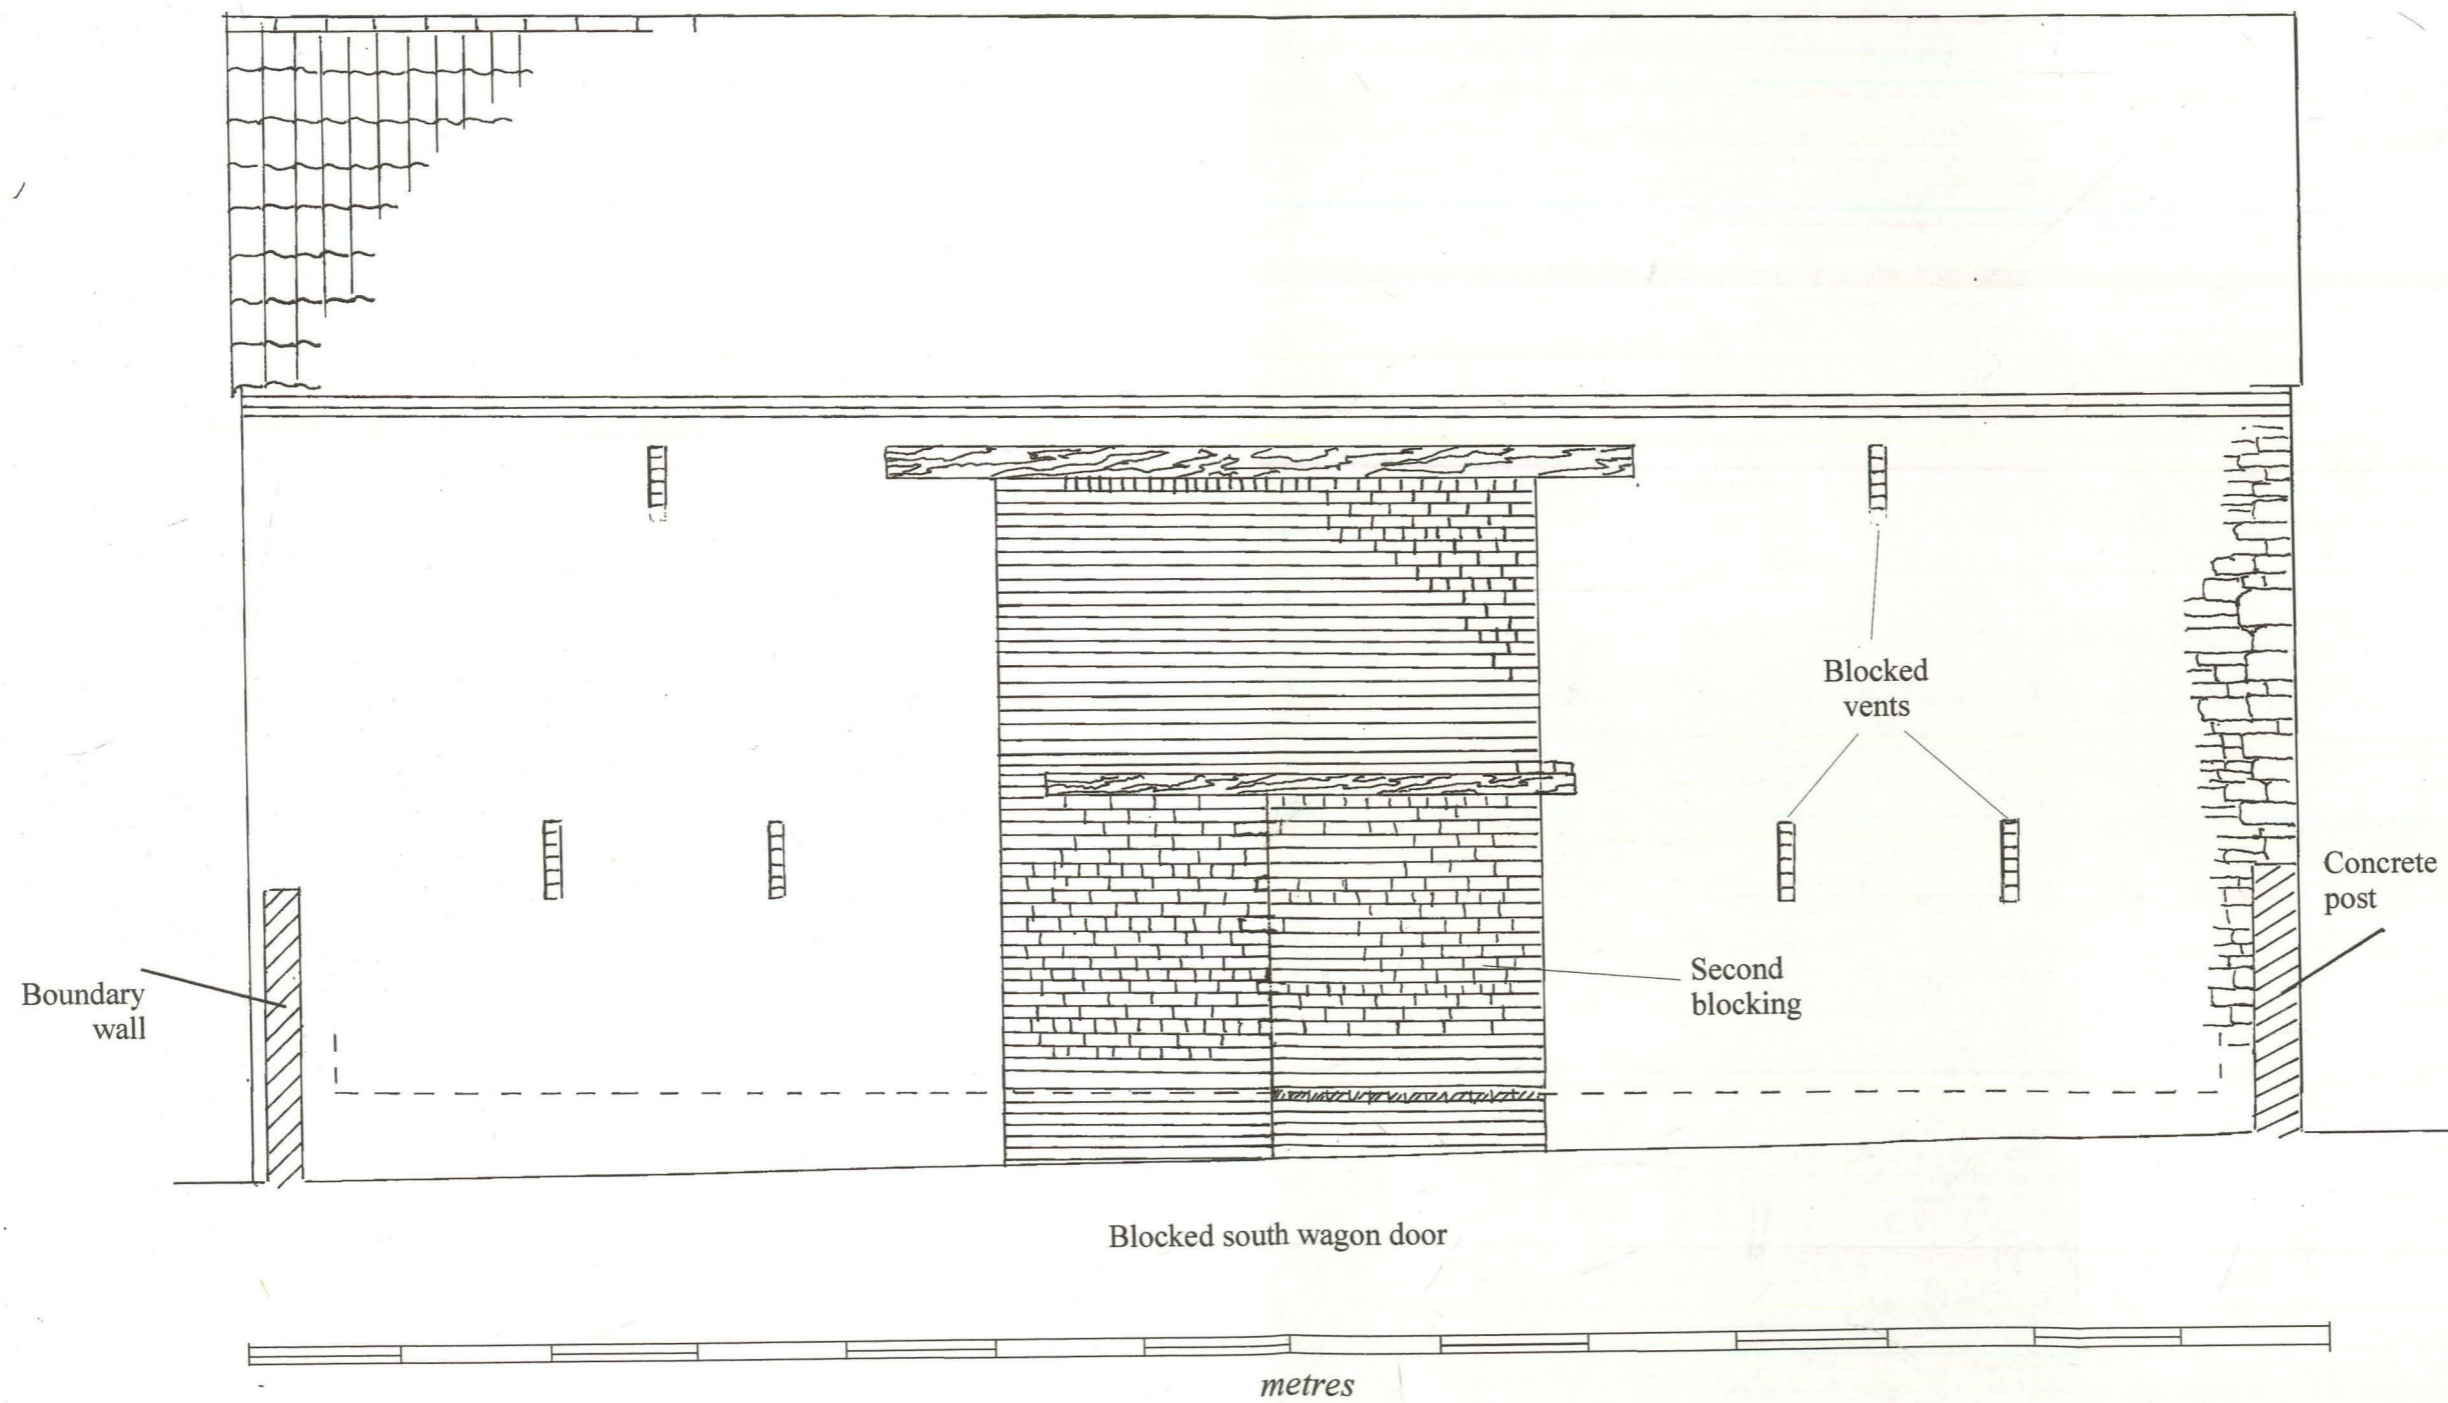 Blocked
vents
Concrete
post
Second
blocking
Boundary
wall
Blocked south wagon door
metres